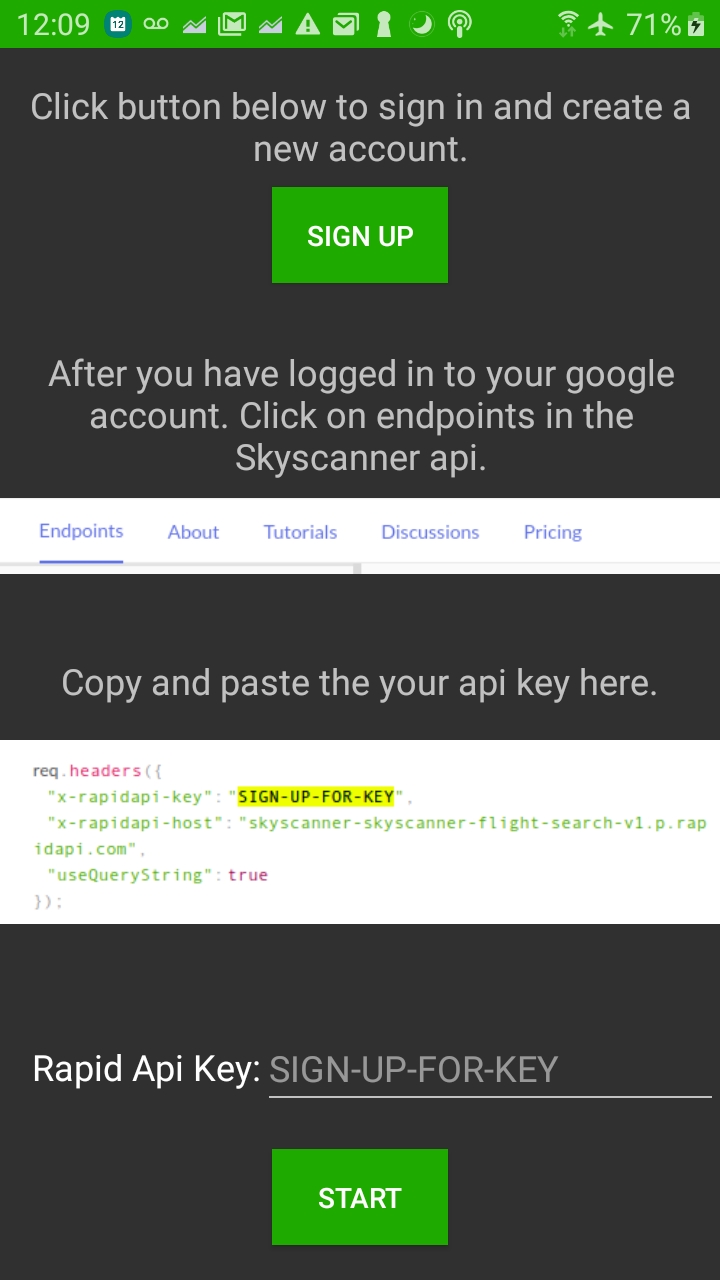 12:09 12 71%
Click button below to sign in and create a
new account.
SIGN UP
After you have logged in to your google
account. Click on endpoints in the
Skyscanner api.
Endpoints About Tutorials Discussions Pricing
Copy and paste the your api key here.
req.headers({
"x-rapidapi-key": "SIGN-UP-FOR-KEY",
"x-rapidapi-host": "skyscanner-skyscanner-flight-search-v1.p.rap
idapi.com",
"useQueryString": true
});
Rapid Api Key: SIGN-UP-FOR-KEY
START